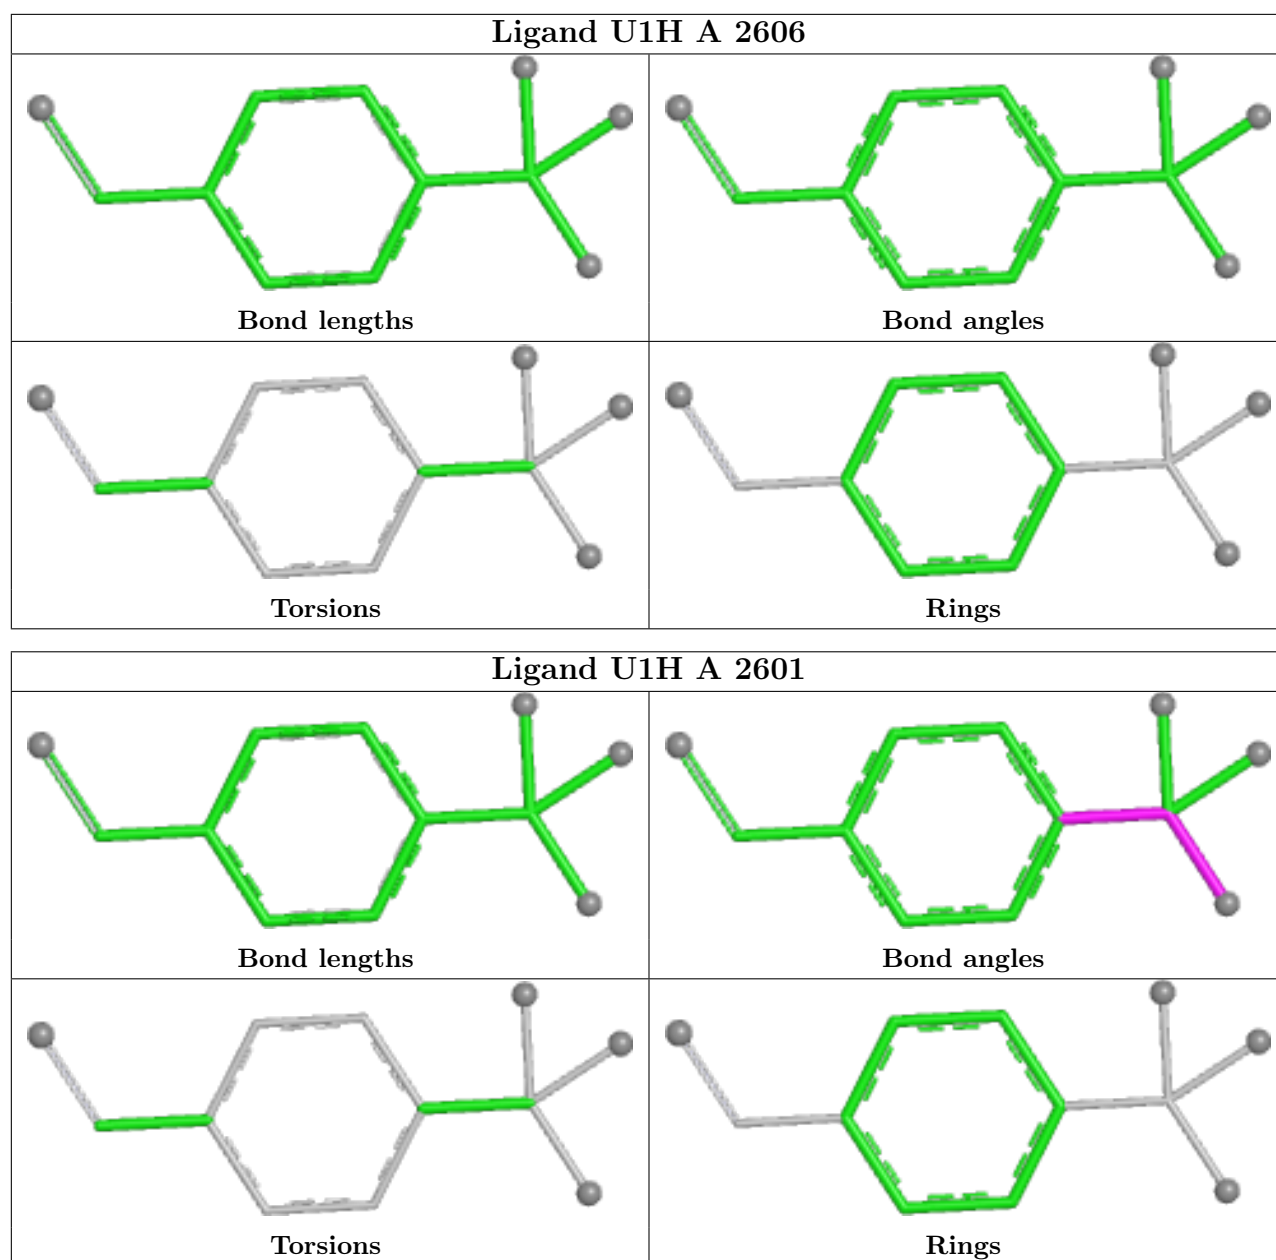 Ligand U1H A 2606
Bond lengths
Bond angles
Torsions
Rings
Ligand U1H A 2601
Bond lengths
Bond angles
Torsions
Rings